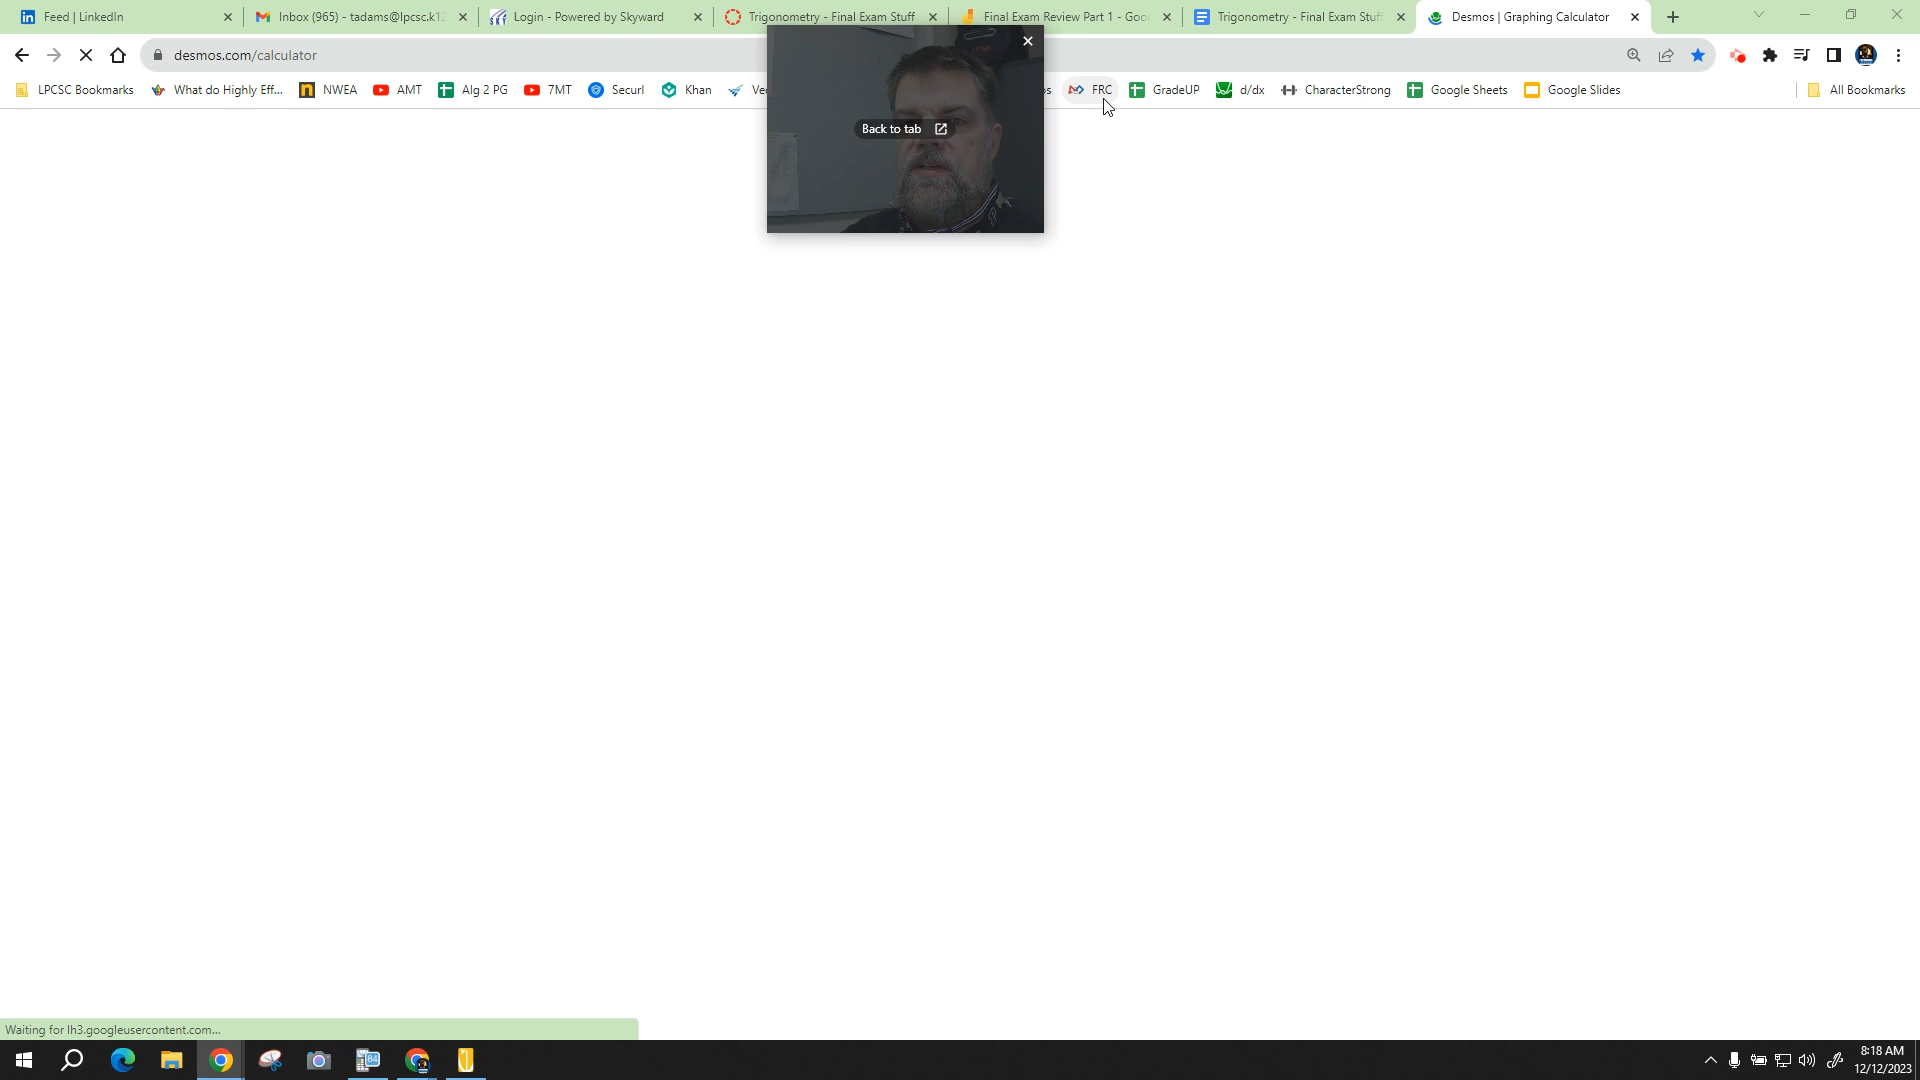 Feed | LinkedIn
Inbox (965) - tadams@lpcsc.k12
Login - Powered by Skyward
Trigonometry - Final Exam Stuff
Final Exam Review Part 1 - Goo
Trigonometry - Final Exam Stuff
Desmos | Graphing Calculator
desmos.com/calculator
LPCSC Bookmarks
What do Highly Eff...
NWEA
AMT
Alg 2 PG
7MT
Securl
Khan
FRC
GradeUP
d/dx
CharacterStrong
Google Sheets
Google Slides
All Bookmarks
Back to tab
Waiting for lh3.googleusercontent.com...
84
8:18 AM
12/12/2023